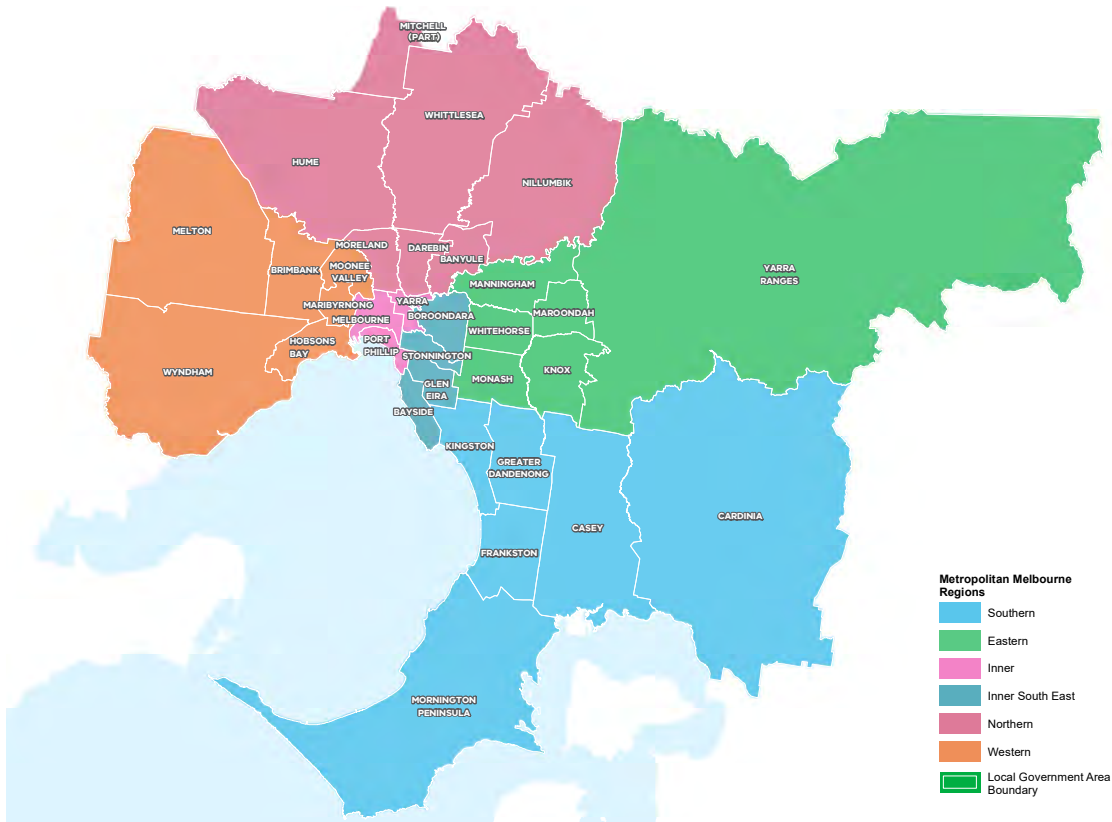 MITCHELL
(PART)
WHITTLESEA
HUME
NILLUMBIK
MELTON
MORELAND
DAREBIN
BANYULE
BRIMBANK
MOONEE
VALLEY
YARRA
RANGES
MANNINGHAM
MARIBYRNONG
YARRA
MAROONDAH
MELBOURNE
BOROONDARA
WHITEHORSE
HOBSONS
BAY
PORT
PHILLIP
STONNINGTON
WYNDHAM
MONASH
KNOX
GLEN
EIRA
BAYSIDE
KINGSTON
GREATER
DANDENONG
CARDINIA
CASEY
FRANKSTON
MORNINGTON
PENINSULA
Metropolitan Melbourne
Regions
Southern
Eastern
Inner
Inner South East
Northern
Western
Local Government Area
Boundary